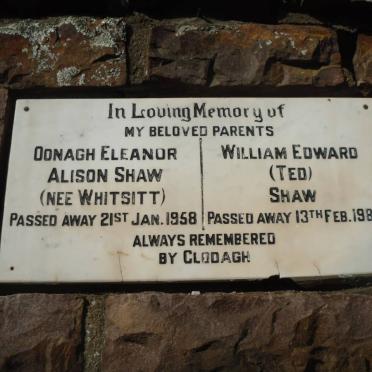 In Loving Memory of
MY BELOVED PARENTS
OONAGH ELEANOR
ALISON SHAW
(NEE WHITSITT)
PASSED AWAY 21ST JAN. 1958
WILLIAM EDWARD
(TED)
SHAW
PASSED AWAY 13TH FEB. 198
ALWAYS REMEMBERED
BY CLODAGH